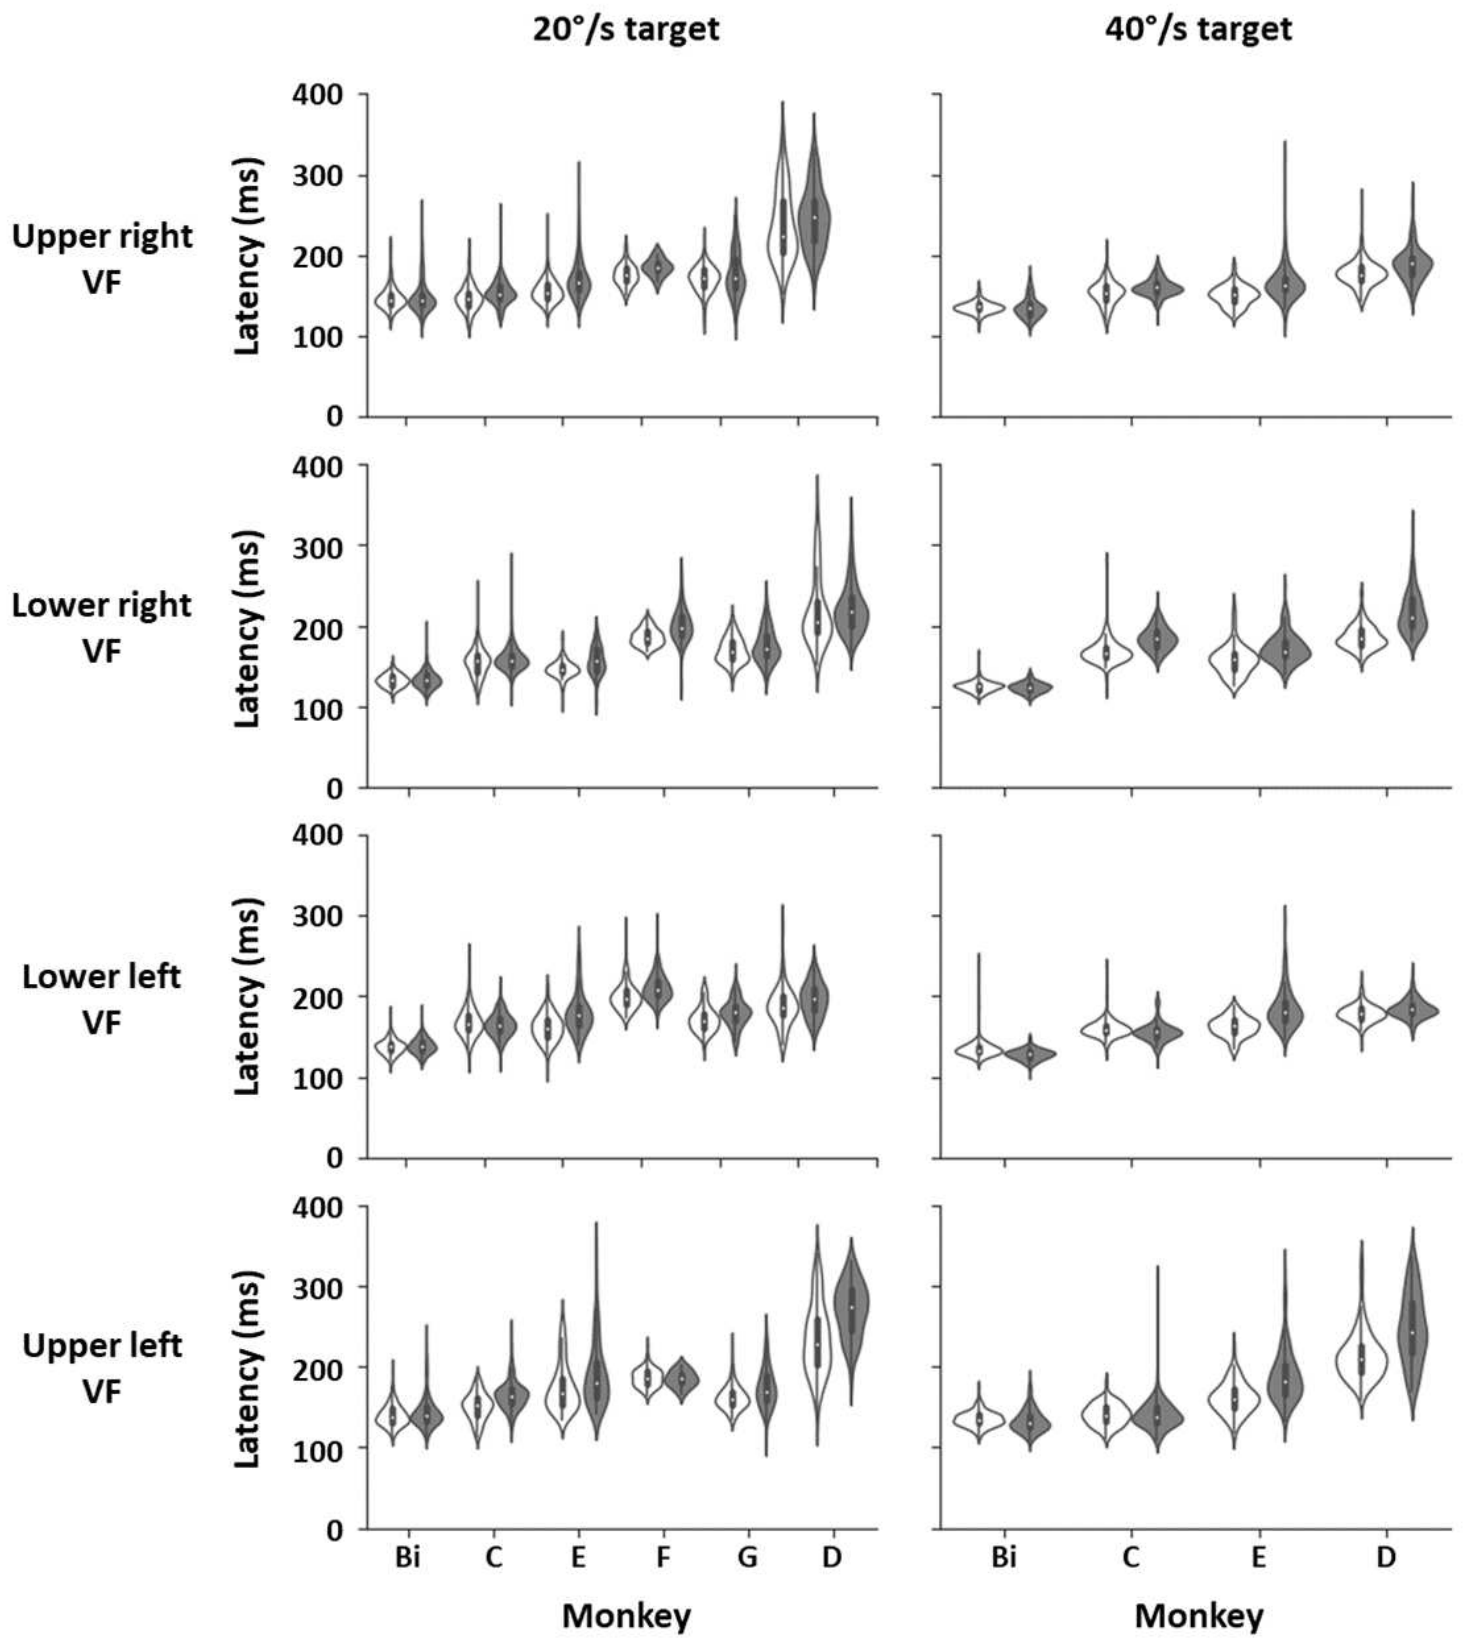 20°/s target
40°/s target
Upper right
VF
Latency (ms)
400
300
200
100
0
Lower right
VF
Latency (ms)
400
300
200
100
0
Lower left
VF
Latency (ms)
400
300
200
100
0
Upper left
VF
Latency (ms)
400
300
200
100
0
Bi C E F G D
Bi C E D
Monkey
Monkey